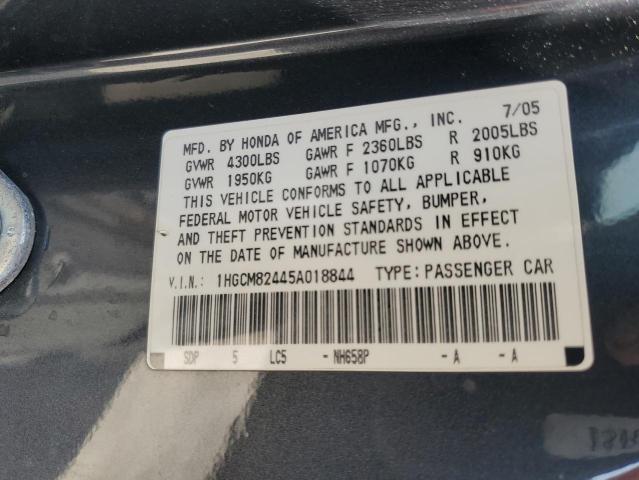 7/05
MFD. BY HONDA OF AMERICA MFG., INC.
GVWR 4300LBS GAWR F 2360LBS R 2005LBS
GVWR 1950KG GAWR F 1070KG R 910KG
THIS VEHICLE CONFORMS TO ALL APPLICABLE
FEDERAL MOTOR VEHICLE SAFETY, BUMPER,
AND THEFT PREVENTION STANDARDS IN EFFECT
ON THE DATE OF MANUFACTURE SHOWN ABOVE.
V.I.N.: 1HGCM82445A018844 TYPE: PASSENGER CAR
SDP 5 LC5 - NH658P - A - A